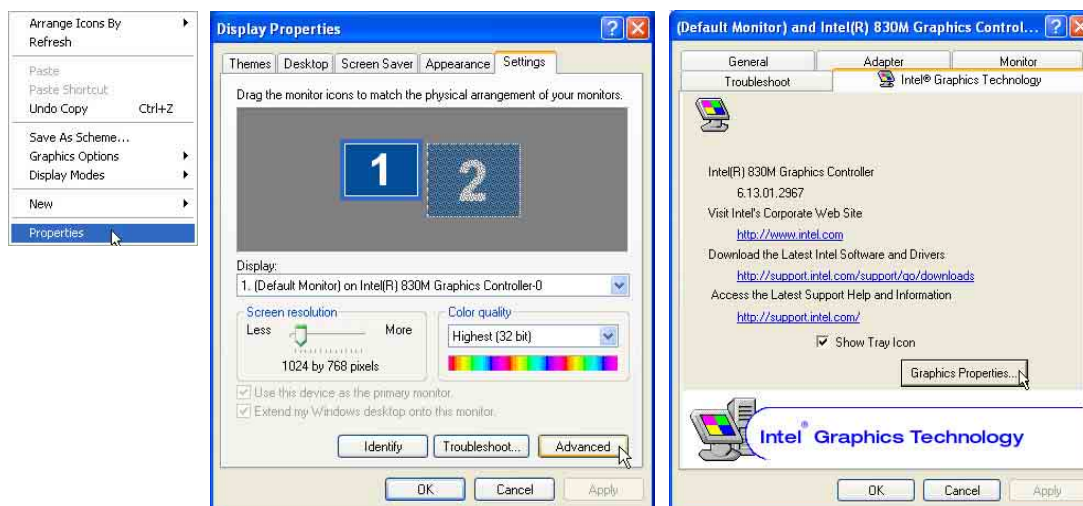 Arrange Icons By
Refresh
Paste
Paste Shortcut
Undo Copy Ctrl+Z
Save As Scheme...
Graphics Options
Display Modes
New
Properties
Display Properties
Themes Desktop Screen Saver Appearance Settings
Drag the monitor icons to match the physical arrangement of your monitors.
1 2
Display:
1. (Default Monitor) on Intel(R) 830M Graphics Controller-0
Screen resolution
Less More
1024 by 768 pixels
Color quality
Highest (32 bit)
Use this device as the primary monitor.
Extend my Windows desktop onto this monitor.
Identify Troubleshoot... Advanced
OK Cancel Apply
(Default Monitor) and Intel(R) 830M Graphics Control...
General Adapter Monitor
Troubleshoot Intel® Graphics Technology
Intel(R) 830M Graphics Controller
6.13.01.2967
Visit Intel's Corporate Web Site
http://www.intel.com
Download the Latest Intel Software and Drivers
http://support.intel.com/support/go/downloads
Access the Latest Support Help and Information
http://support.intel.com/
Show Tray Icon
Graphics Properties...
Intel® Graphics Technology
OK Cancel Apply